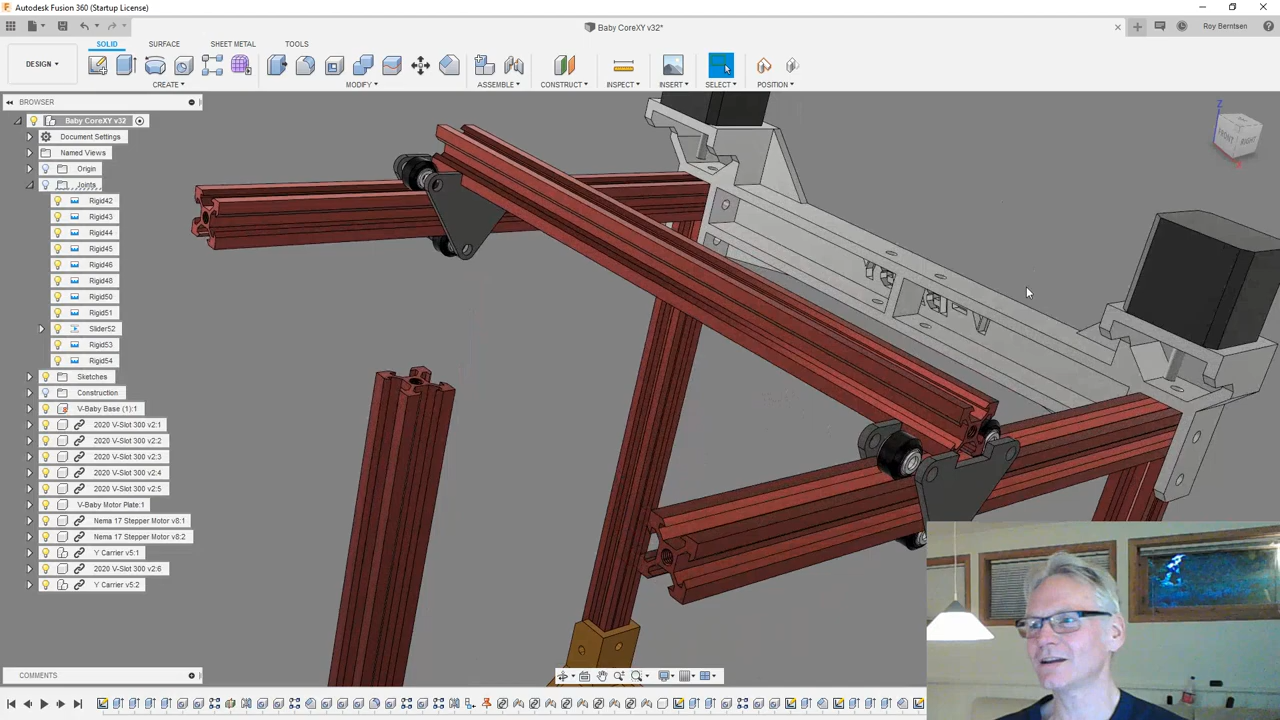 Autodesk Fusion 360 (Startup License)
Baby CoreXY v32*
Roy Berntsen
SOLID SURFACE SHEET METAL TOOLS
DESIGN
CREATE MODIFY ASSEMBLE CONSTRUCT INSPECT INSERT SELECT POSITION
BROWSER
Baby CoreXY v32
Document Settings
Named Views
Origin
Joints
Rigid42
Rigid43
Rigid44
Rigid45
Rigid46
Rigid48
Rigid50
Rigid51
Slider52
Rigid53
Rigid54
Sketches
Construction
V-Baby Base (1):1
2020 V-Slot 300 v2:1
2020 V-Slot 300 v2:2
2020 V-Slot 300 v2:3
2020 V-Slot 300 v2:4
2020 V-Slot 300 v2:5
V-Baby Motor Plate:1
Nema 17 Stepper Motor v8:1
Nema 17 Stepper Motor v8:2
Y Carrier v5:1
2020 V-Slot 300 v2:6
Y Carrier v5:2
Z
FRONT RIGHT
COMMENTS